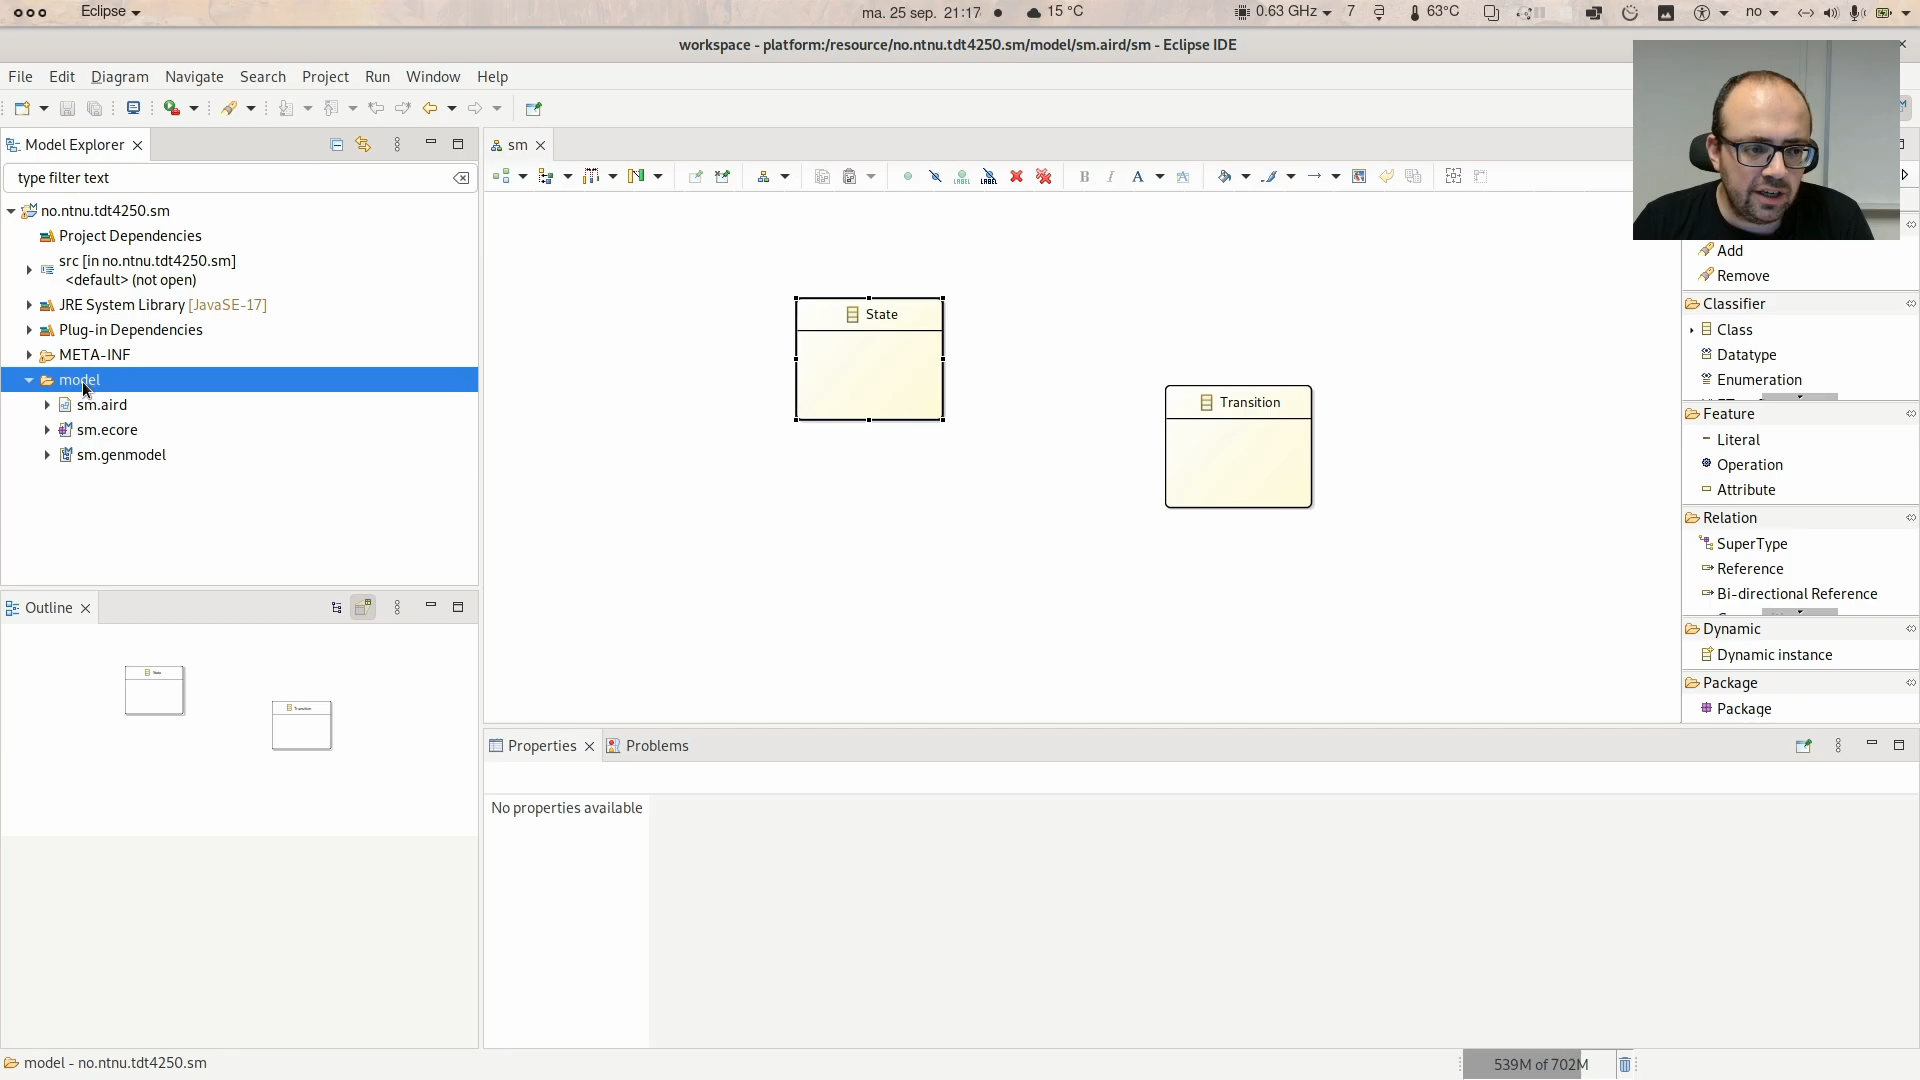 Eclipse
ma. 25 sep. 21:17
15 °C
0.63 GHz
7
63°C
no
workspace - platform:/resource/no.ntnu.tdt4250.sm/model/sm.aird/sm - Eclipse IDE
File Edit Diagram Navigate Search Project Run Window Help
Model Explorer
type filter text
no.ntnu.tdt4250.sm
Project Dependencies
src [in no.ntnu.tdt4250.sm]
<default> (not open)
JRE System Library [JavaSE-17]
Plug-in Dependencies
META-INF
model
sm.aird
sm.ecore
sm.genmodel
Outline
State
Transition
sm
State
Transition
Add
Remove
Classifier
Class
Datatype
Enumeration
Feature
Literal
Operation
Attribute
Relation
SuperType
Reference
Bi-directional Reference
Dynamic
Dynamic instance
Package
Package
Properties
Problems
No properties available
model - no.ntnu.tdt4250.sm
539M of 702M